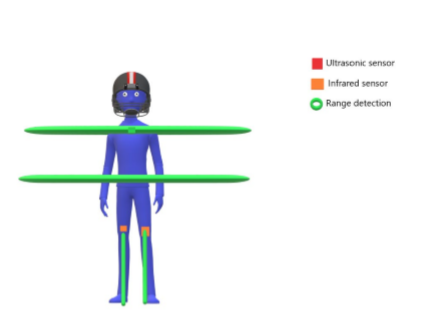 Ultrasonic sensor
Infrared sensor
Range detection